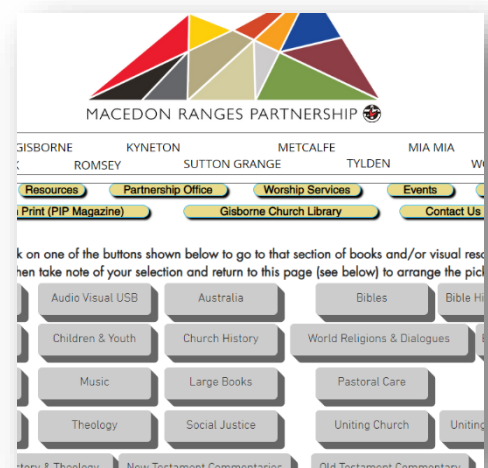 MACEDON RANGES PARTNERSHIP
GISBORNE KYNETON METCALFE MIA MIA
ROMSEY SUTTON GRANGE TYLDEN
Resources Partnership Office Worship Services Events
Print (PIP Magazine) Gisborne Church Library Contact Us
on one of the buttons shown below to go to that section of books and/or visual
take note of your selection and return to this page (see below) to arrange the
Audio Visual USB Australia Bibles Bible
Children & Youth Church History World Religions & Dialogues
Music Large Books Pastoral Care
Theology Social Justice Uniting Church Uniting
& Theology New Testament Commentaries Old Testament Commentary